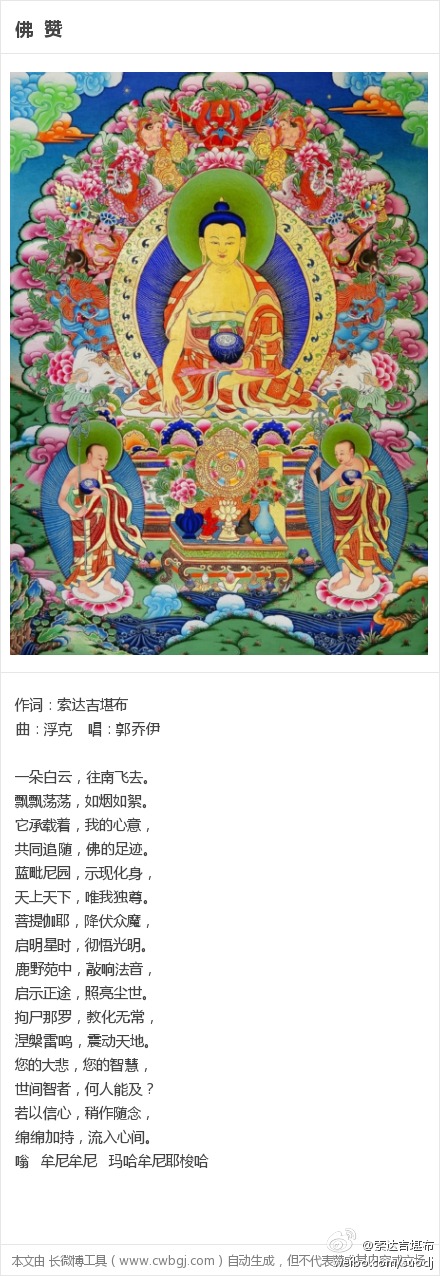 佛 赞
作词：索达吉堪布
曲：浮克 唱：郭乔伊
一朵白云，往南飞去。
飘飘荡荡，如烟如絮。
它承载着，我的心意，
共同追随，佛的足迹。
蓝毗尼园，示现化身，
天上天下，唯我独尊。
菩提伽耶，降伏众魔，
启明星时，彻悟光明。
鹿野苑中，敲响法音，
启示正途，照亮尘世。
拘尸那罗，教化无常，
涅槃雷鸣，震动天地。
您的大悲，您的智慧，
世间智者，何人能及？
若以信心，稍作随念，
绵绵加持，流入心间。
嗡 牟尼牟尼 玛哈牟尼耶梭哈
@索达吉堪布
weibo.com/suodj
本文由 长微博工具（www.cwbgj.com）自动生成，但不代表赞成其内容或立场